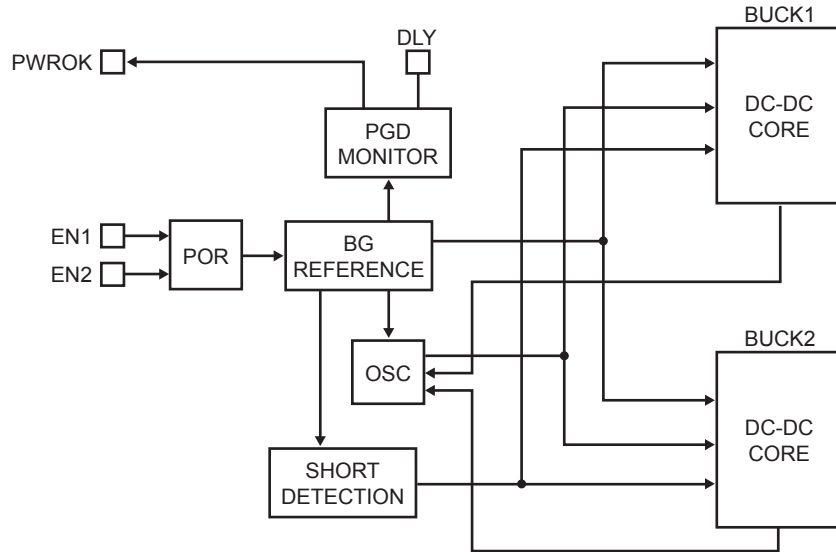 BUCK1
DLY
PWROK
DC-DC
CORE
PGD
MONITOR
EN1
POR
BG
REFERENCE
EN2
BUCK2
OSC
DC-DC
CORE
SHORT
DETECTION